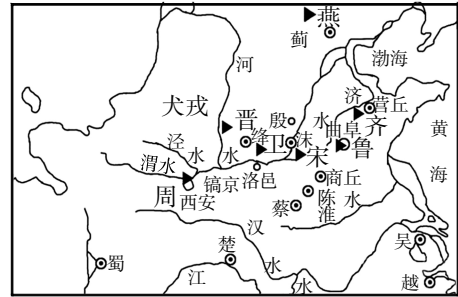 燕
蓟
渤海
河
济
营丘
犬戎
晋
殷
水
齐
曲阜
黄
海
泾
水
绛
卫
沫
宋
鲁
渭水
水
洛邑
镐京
商丘
周
西安
陈
蔡
淮
水
汉
楚
水
吴
蜀
江
水
越